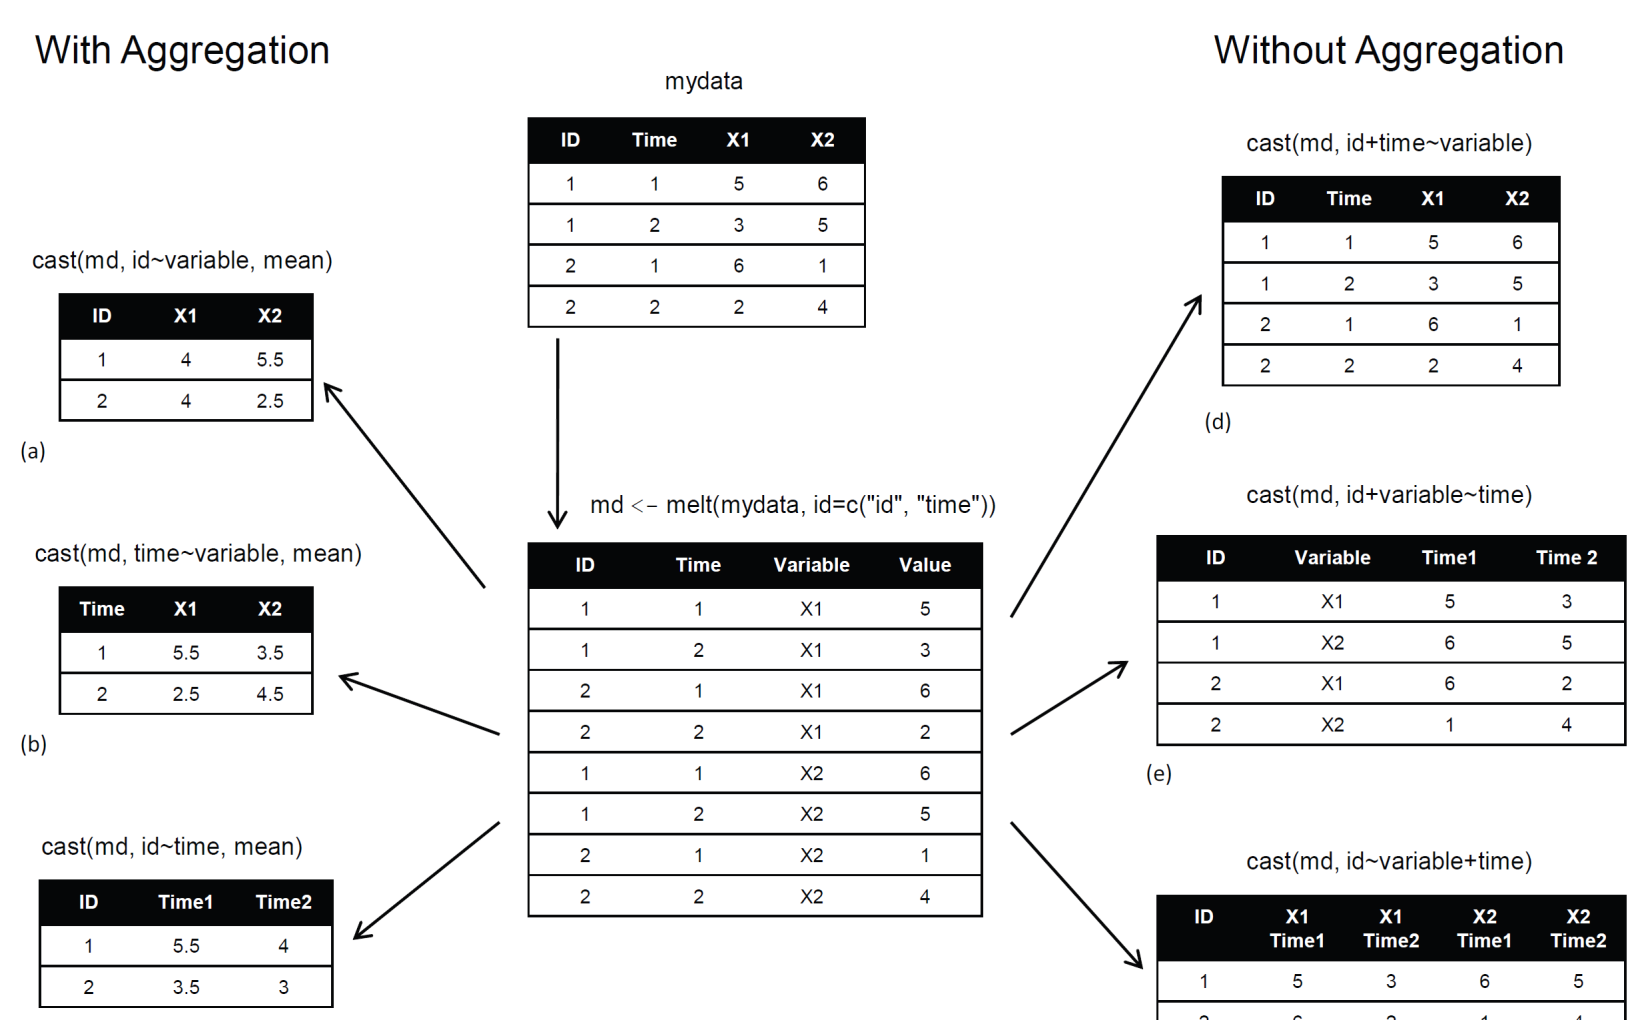 With Aggregation
Without Aggregation
mydata
ID Time X1 X2
1 1 5 6
1 2 3 5
2 1 6 1
2 2 2 4
cast(md, id~variable, mean)
ID X1 X2
1 4 5.5
2 4 2.5
(a)
cast(md, time~variable, mean)
Time X1 X2
1 5.5 3.5
2 2.5 4.5
(b)
cast(md, id~time, mean)
ID Time1 Time2
1 5.5 4
2 3.5 3
md <- melt(mydata, id=c("id", "time"))
ID Time Variable Value
1 1 X1 5
1 2 X1 3
2 1 X1 6
2 2 X1 2
1 1 X2 6
1 2 X2 5
2 1 X2 1
2 2 X2 4
cast(md, id+time~variable)
ID Time X1 X2
1 1 5 6
1 2 3 5
2 1 6 1
2 2 2 4
(d)
cast(md, id+variable~time)
ID Variable Time1 Time 2
1 X1 5 3
1 X2 6 5
2 X1 6 2
2 X2 1 4
(e)
cast(md, id~variable+time)
ID X1 X1 X2 X2
Time1 Time2 Time1 Time2
1 5 3 6 5